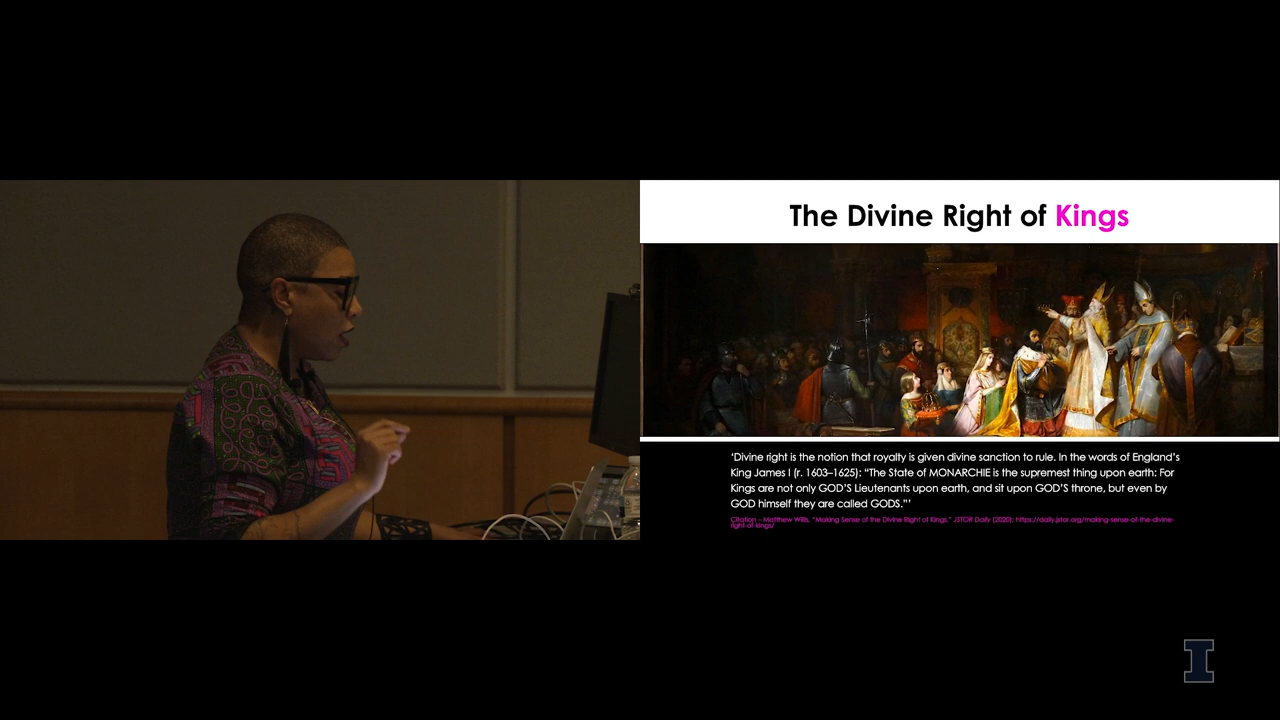 The Divine Right of Kings
‘Divine right is the notion that royalty is given divine sanction to rule. In the words of England’s
King James I (r. 1603–1625): “The State of MONARCHIE is the supremest thing upon earth: For
Kings are not only GOD’S Lieutenants upon earth, and sit upon GOD’S throne, but even by
GOD himself they are called GODS.”’
Citation – Matthew Wills, “Making Sense of the Divine Right of Kings,” JSTOR Daily (2020): https://daily.jstor.org/making-sense-of-the-divine-
right-of-kings/
I